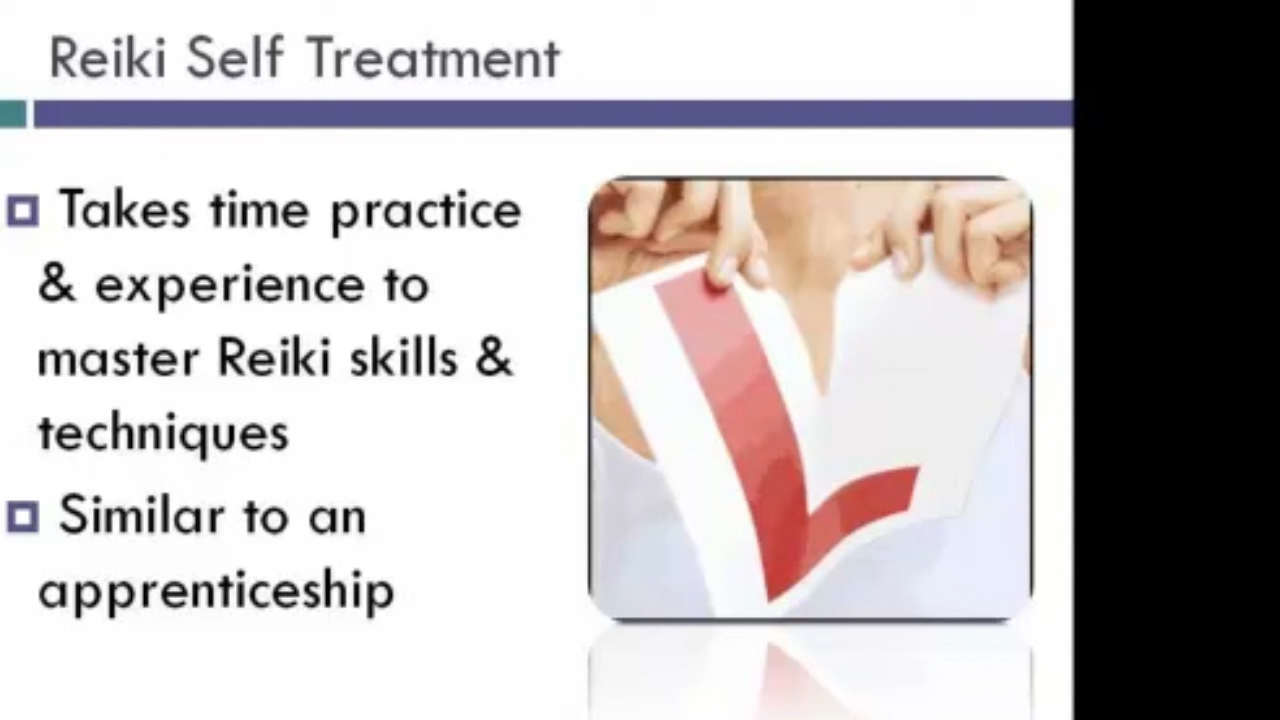 Reiki Self Treatment
Takes time practice
& experience to
master Reiki skills &
techniques
Similar to an
apprenticeship